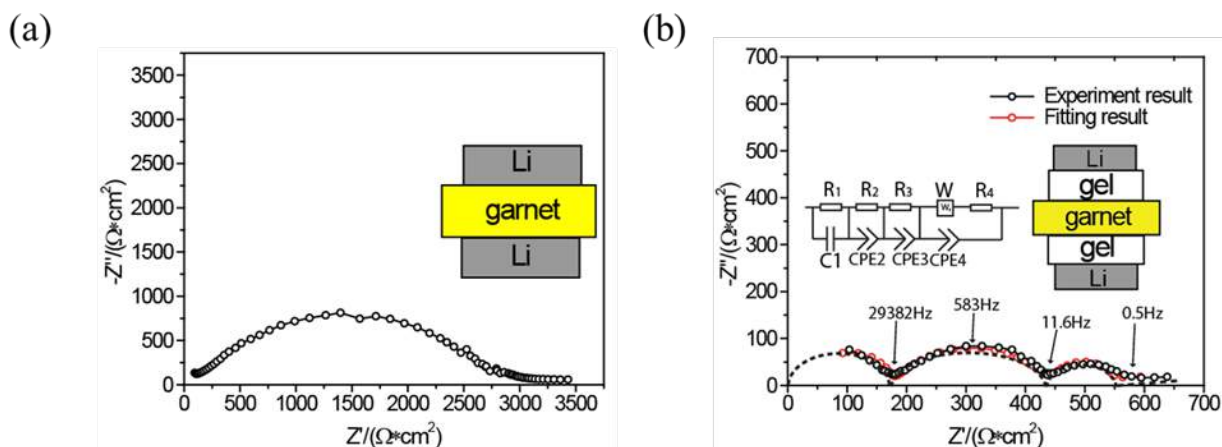 (a)
3500
3000
2500
2000
1500
1000
500
0
-Z''/(Ω*cm²)
0 500 1000 1500 2000 2500 3000 3500
Z'/(Ω*cm²)
Li
garnet
Li
(b)
700
600
500
400
300
200
100
0
-Z''/(Ω*cm²)
0 100 200 300 400 500 600 700
Z'/(Ω*cm²)
Experiment result
Fitting result
R₁ R₂ R₃ W R₄
C1 CPE2 CPE3 CPE4
Li
gel
garnet
gel
Li
29382Hz
583Hz
11.6Hz
0.5Hz